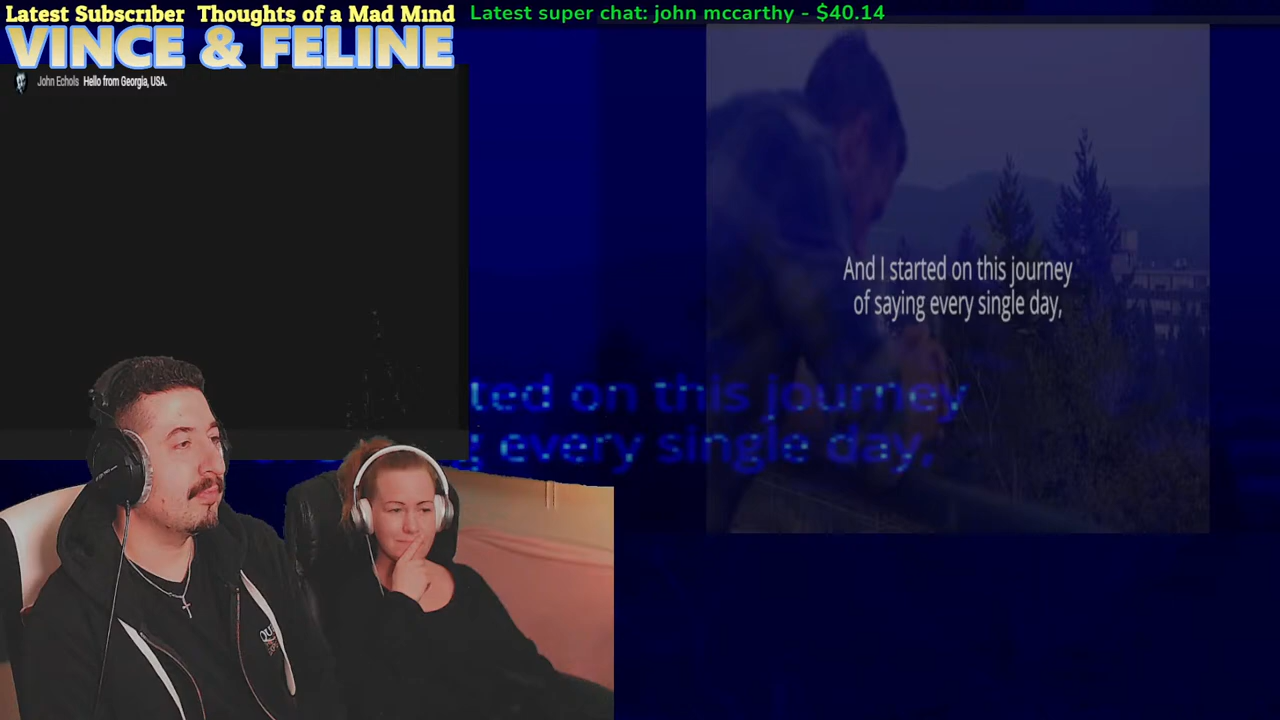 Latest Subscriber Thoughts of a Mad Mind
Latest super chat: john mccarthy - $40.14
VINCE & FELINE
John Echols Hello from Georgia, USA.
And I started on this journey
of saying every single day,
ted on this journey
g every single day,